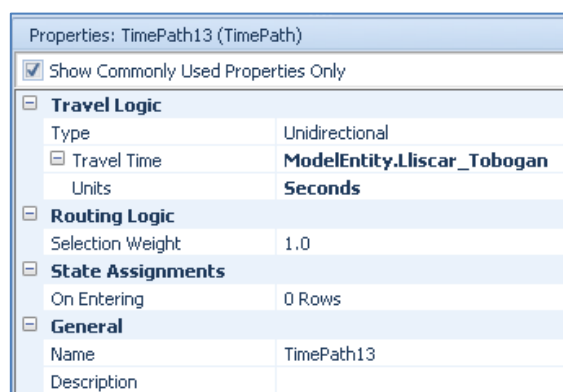 Properties: TimePath13 (TimePath)
Show Commonly Used Properties Only
Travel Logic
Type Unidirectional
Travel Time ModelEntity.Lliscar_Tobogan
Units Seconds
Routing Logic
Selection Weight 1.0
State Assignments
On Entering 0 Rows
General
Name TimePath13
Description